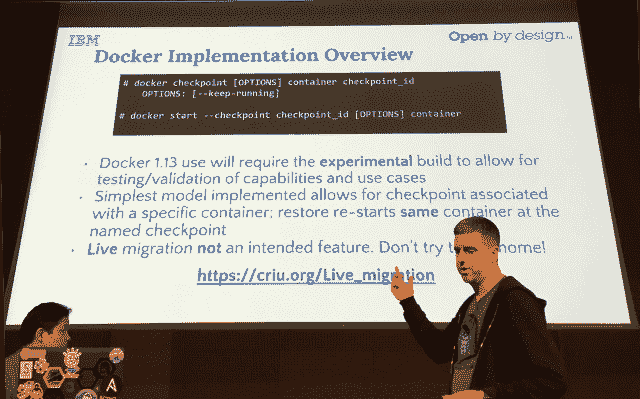 IBM
Open by design
Docker Implementation Overview
# docker checkpoint [OPTIONS] container checkpoint_id
OPTIONS: [--keep-running]
# docker start --checkpoint checkpoint_id [OPTIONS] container
· Docker 1.13 use will require the experimental build to allow for
testing/validation of capabilities and use cases
· Simplest model implemented allows for checkpoint associated
with a specific container; restore re-starts same container at the
named checkpoint
· Live migration not an intended feature. Don't try home!
https://criu.org/Live_migration